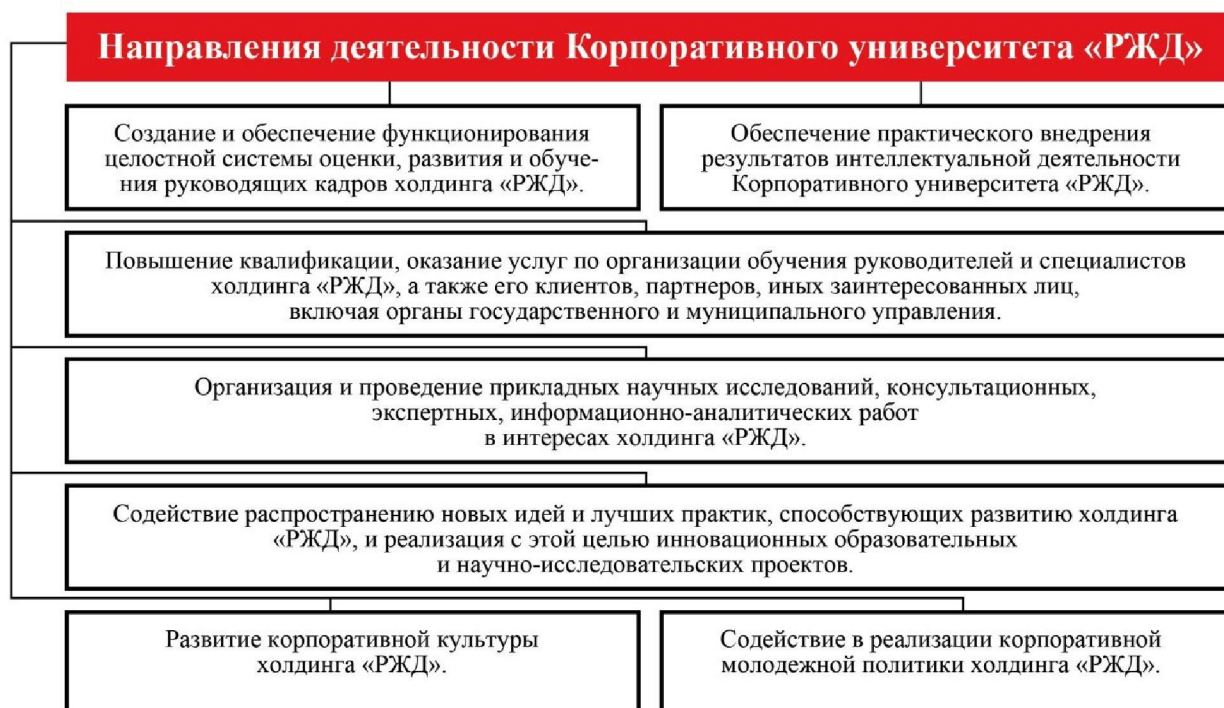 Направления деятельности Корпоративного университета «РЖД»
Создание и обеспечение функционирования
целостной системы оценки, развития и обуче-
ния руководящих кадров холдинга «РЖД».
Обеспечение практического внедрения
результатов интеллектуальной деятельности
Корпоративного университета «РЖД».
Повышение квалификации, оказание услуг по организации обучения руководителей и специалистов
холдинга «РЖД», а также его клиентов, партнеров, иных заинтересованных лиц,
включая органы государственного и муниципального управления.
Организация и проведение прикладных научных исследований, консультационных,
экспертных, информационно-аналитических работ
в интересах холдинга «РЖД».
Содействие распространению новых идей и лучших практик, способствующих развитию холдинга
«РЖД», и реализация с этой целью инновационных образовательных
и научно-исследовательских проектов.
Развитие корпоративной культуры
холдинга «РЖД».
Содействие в реализации корпоративной
молодежной политики холдинга «РЖД».